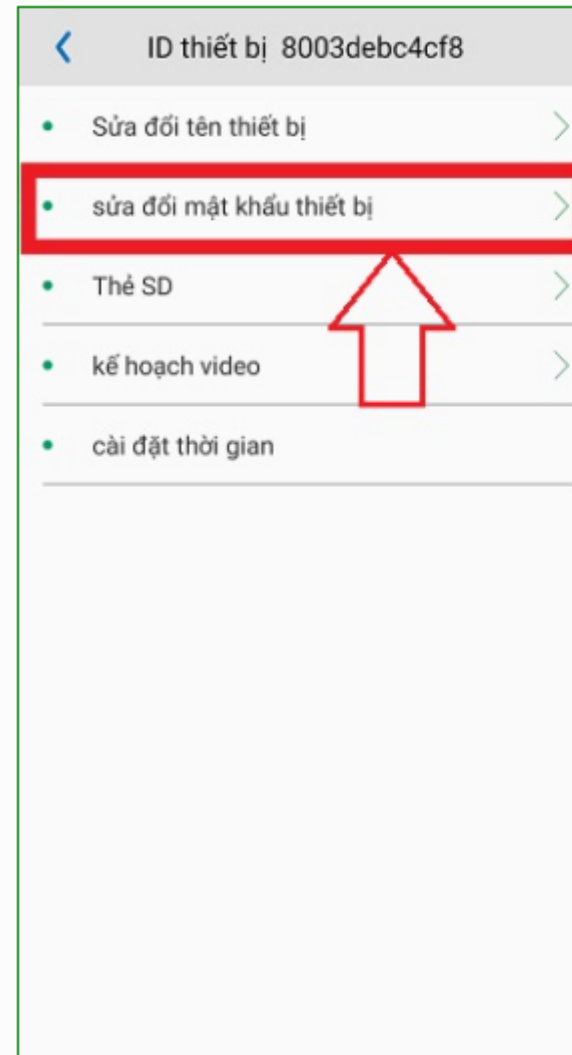 ID thiết bị 8003debc4cf8
Sửa đổi tên thiết bị
sửa đổi mật khẩu thiết bị
Thẻ SD
kế hoạch video
cài đặt thời gian